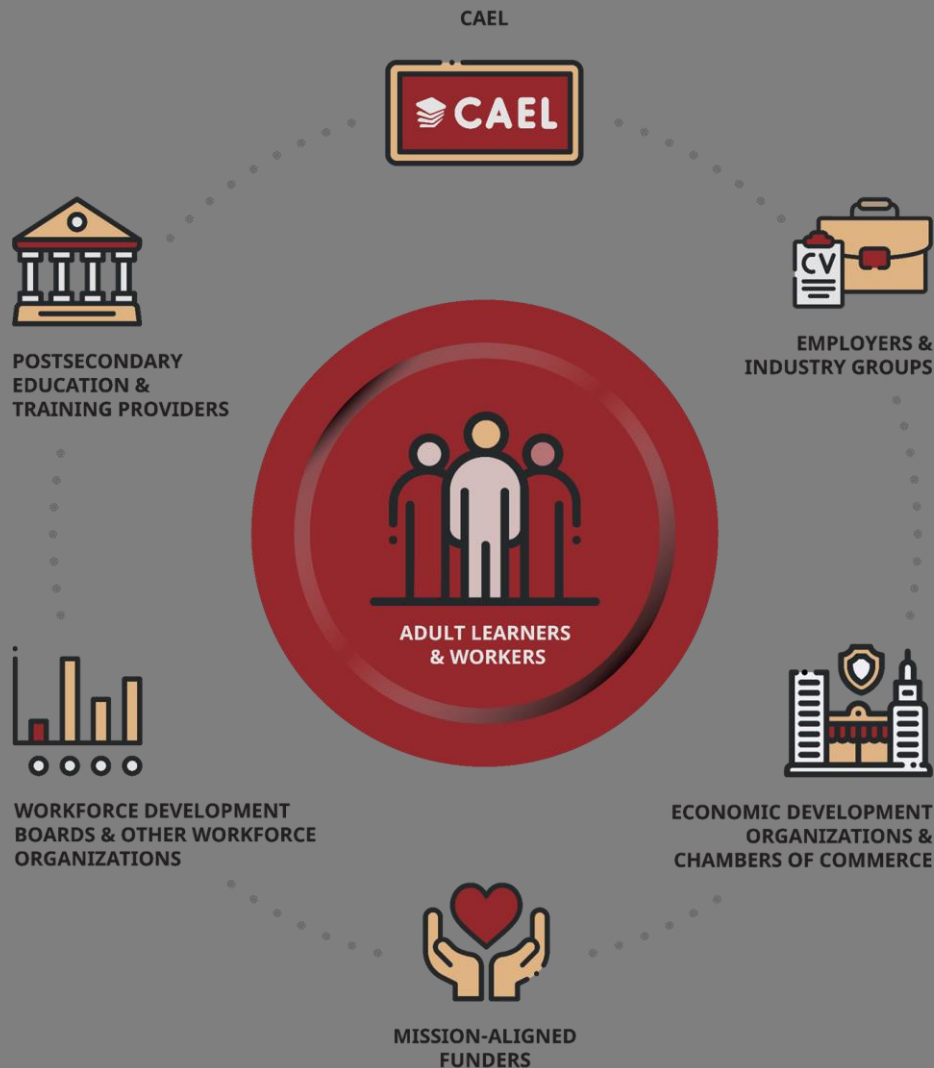 CAEL
CAEL
CV
EMPLOYERS &
INDUSTRY GROUPS
POSTSECONDARY
EDUCATION &
TRAINING PROVIDERS
ADULT LEARNERS
& WORKERS
WORKFORCE DEVELOPMENT
BOARDS & OTHER WORKFORCE
ORGANIZATIONS
ECONOMIC DEVELOPMENT
ORGANIZATIONS &
CHAMBERS OF COMMERCE
MISSION-ALIGNED
FUNDERS